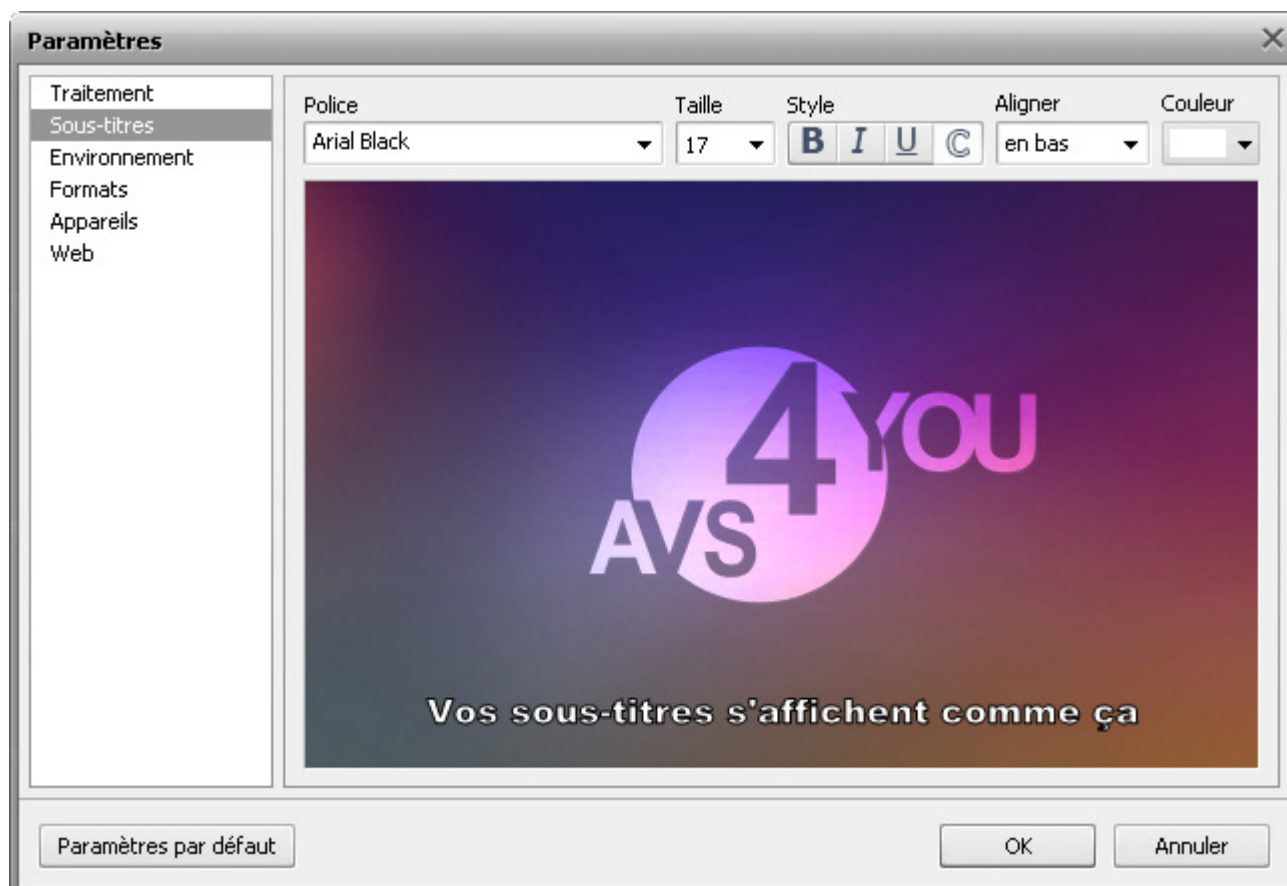 Paramètres
Traitement
Sous-titres
Environnement
Formats
Appareils
Web
Police Taille Style Aligner Couleur
Arial Black 17 B I U C en bas
4
YOU
AVS
Vos sous-titres s'affichent comme ça
Paramètres par défaut OK Annuler